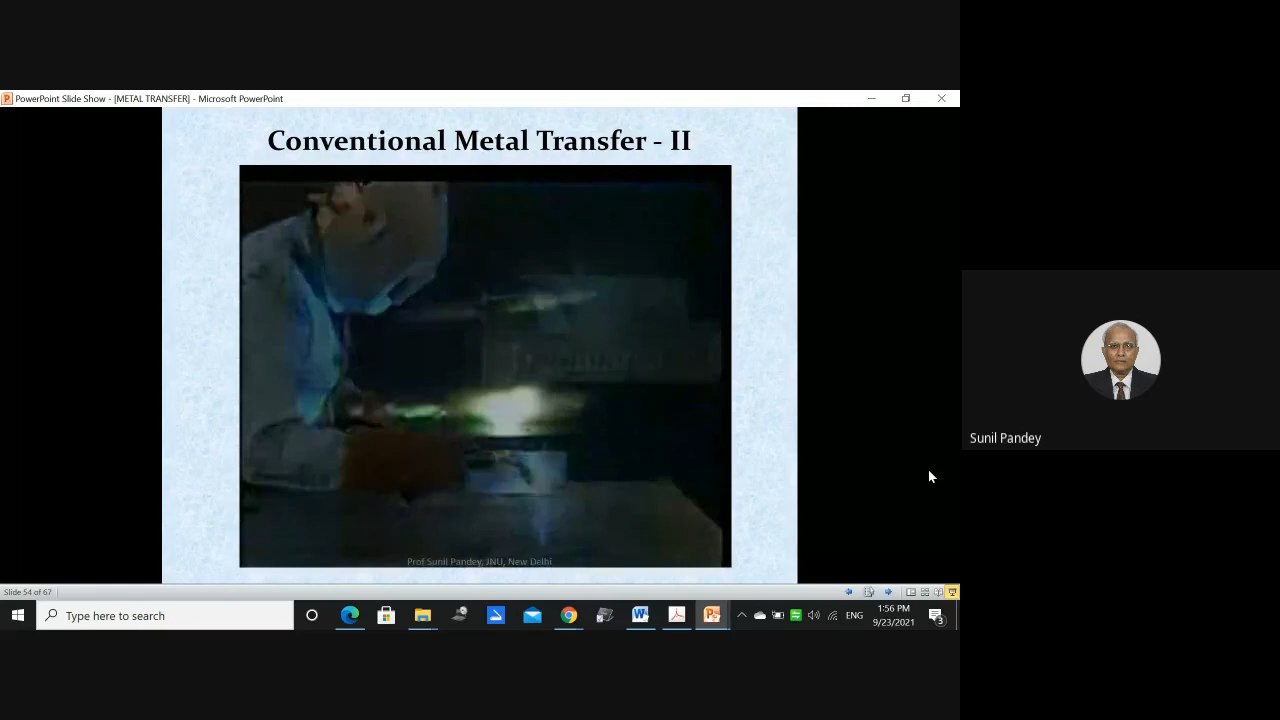 PowerPoint Slide Show - [METAL TRANSFER] - Microsoft PowerPoint
Conventional Metal Transfer - II
Prof Sunil Pandey, JNU, New Delhi
Sunil Pandey
Slide 54 of 67
Type here to search
ENG
1:56 PM
9/23/2021
3